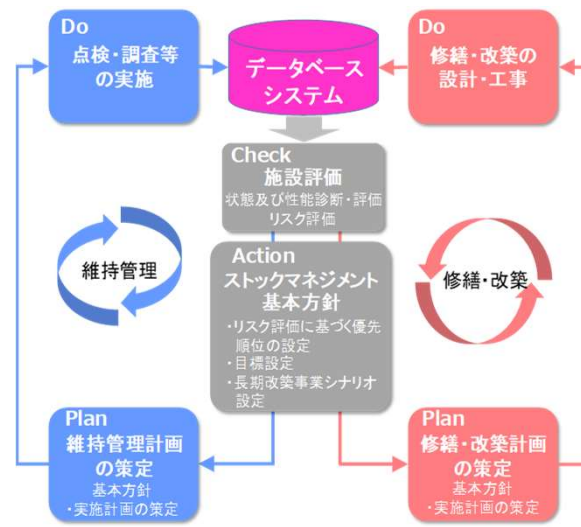 Do
点検・調査等
の実施
データベース
システム
Do
修繕・改築の
設計・工事
Check
施設評価
状態及び性能診断・評価
リスク評価
維持管理
Action
ストックマネジメント
基本方針
・リスク評価に基づく優先
順位の設定
・目標設定
・長期改築事業シナリオ
設定
修繕・改築
Plan
維持管理計画
の策定
基本方針
・実施計画の策定
Plan
修繕・改築計画
の策定
基本方針
・実施計画の策定